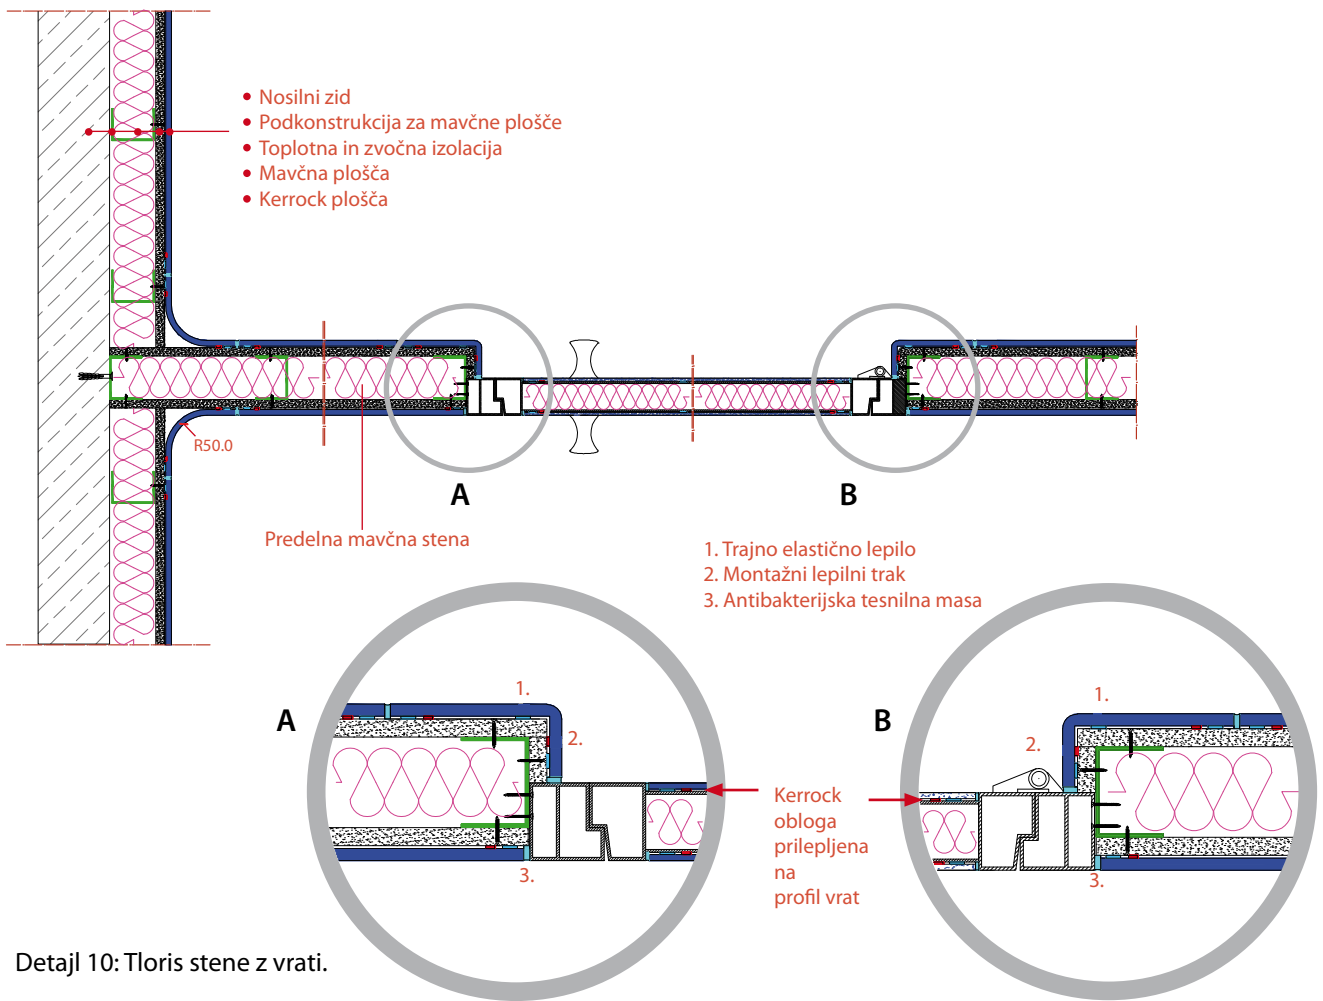 • Nosilni zid
• Podkonstrukcija za mavčne plošče
• Toplotna in zvočna izolacija
• Mavčna plošča
• Kerrock plošča
R50.0
A
B
Predelna mavčna stena
1. Trajno elastično lepilo
2. Montažni lepilni trak
3. Antibakterijska tesnilna masa
A
1.
2.
3.
Kerrock
obloga
prilepljena
na
profil vrat
B
1.
2.
3.
Detajl 10: Tloris stene z vrati.